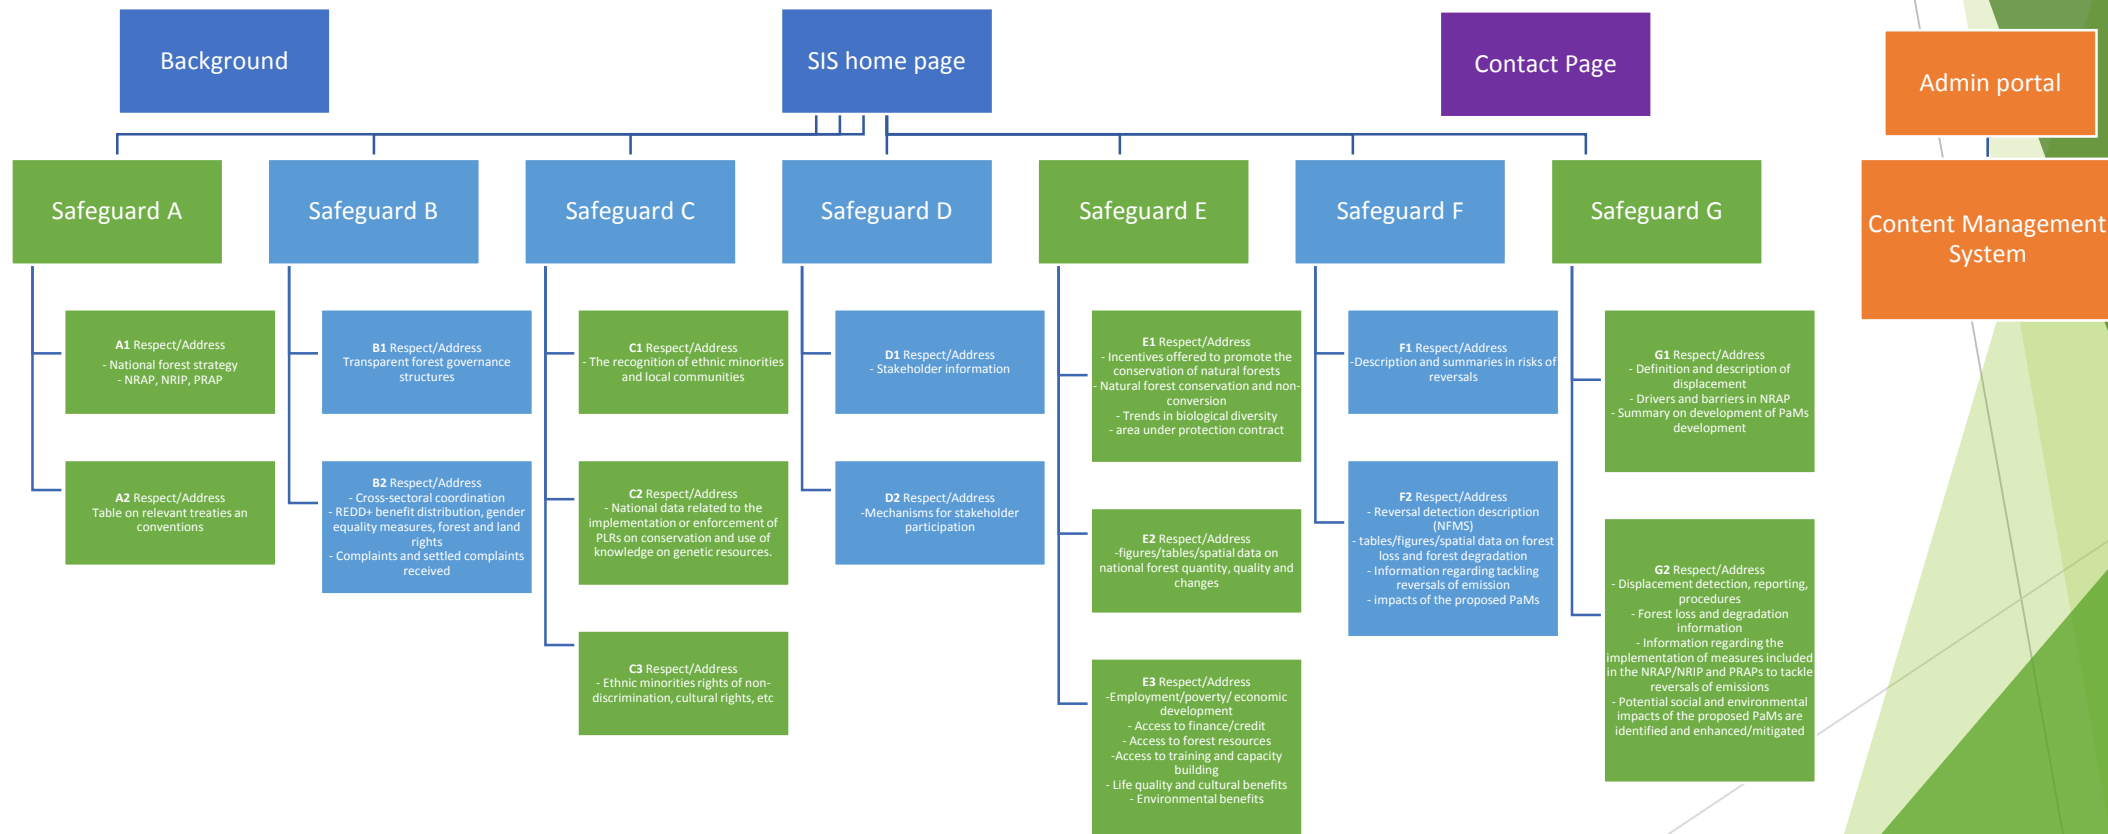 Background
SIS home page
Contact Page
Admin portal
Safeguard A
Safeguard B
Safeguard C
Safeguard D
Safeguard E
Safeguard F
Safeguard G
Content Management
System
A1 Respect/Address
- National forest strategy
- NRAP, NRIP, PRAP
A2 Respect/Address
Table on relevant treaties an
conventions
B1 Respect/Address
Transparent forest governance
structures
B2 Respect/Address
- Cross-sectoral coordination
- REDD+ benefit distribution, gender
equality measures, forest and land
rights
- Complaints and settled complaints
received
C1 Respect/Address
- The recognition of ethnic minorities
and local communities
C2 Respect/Address
- National data related to the
implementation or enforcement of
PLRs on conservation and use of
knowledge on genetic resources.
C3 Respect/Address
- Ethnic minorities rights of non-
discrimination, cultural rights, etc
D1 Respect/Address
- Stakeholder information
D2 Respect/Address
-Mechanisms for stakeholder
participation
E1 Respect/Address
- Incentives offered to promote the
conservation of natural forests
- Natural forest conservation and non-
conversion
- Trends in biological diversity
- area under protection contract
E2 Respect/Address
-figures/tables/spatial data on
national forest quantity, quality and
changes
E3 Respect/Address
-Employment/poverty/ economic
development
- Access to finance/credit
- Access to forest resources
-Access to training and capacity
building
- Life quality and cultural benefits
- Environmental benefits
F1 Respect/Address
-Description and summaries in risks of
reversals
F2 Respect/Address
- Reversal detection description
(NFMS)
- tables/figures/spatial data on forest
loss and forest degradation
- Information regarding tackling
reversals of emission
- impacts of the proposed PaMs
G1 Respect/Address
- Definition and description of
displacement
- Drivers and barriers in NRAP
- Summary on development of PaMs
development
G2 Respect/Address
- Displacement detection, reporting,
procedures
- Forest loss and degradation
information
- Information regarding the
implementation of measures included
in the NRAP/NRIP and PRAPs to tackle
reversals of emissions
- Potential social and environmental
impacts of the proposed PaMs are
identified and enhanced/mitigated